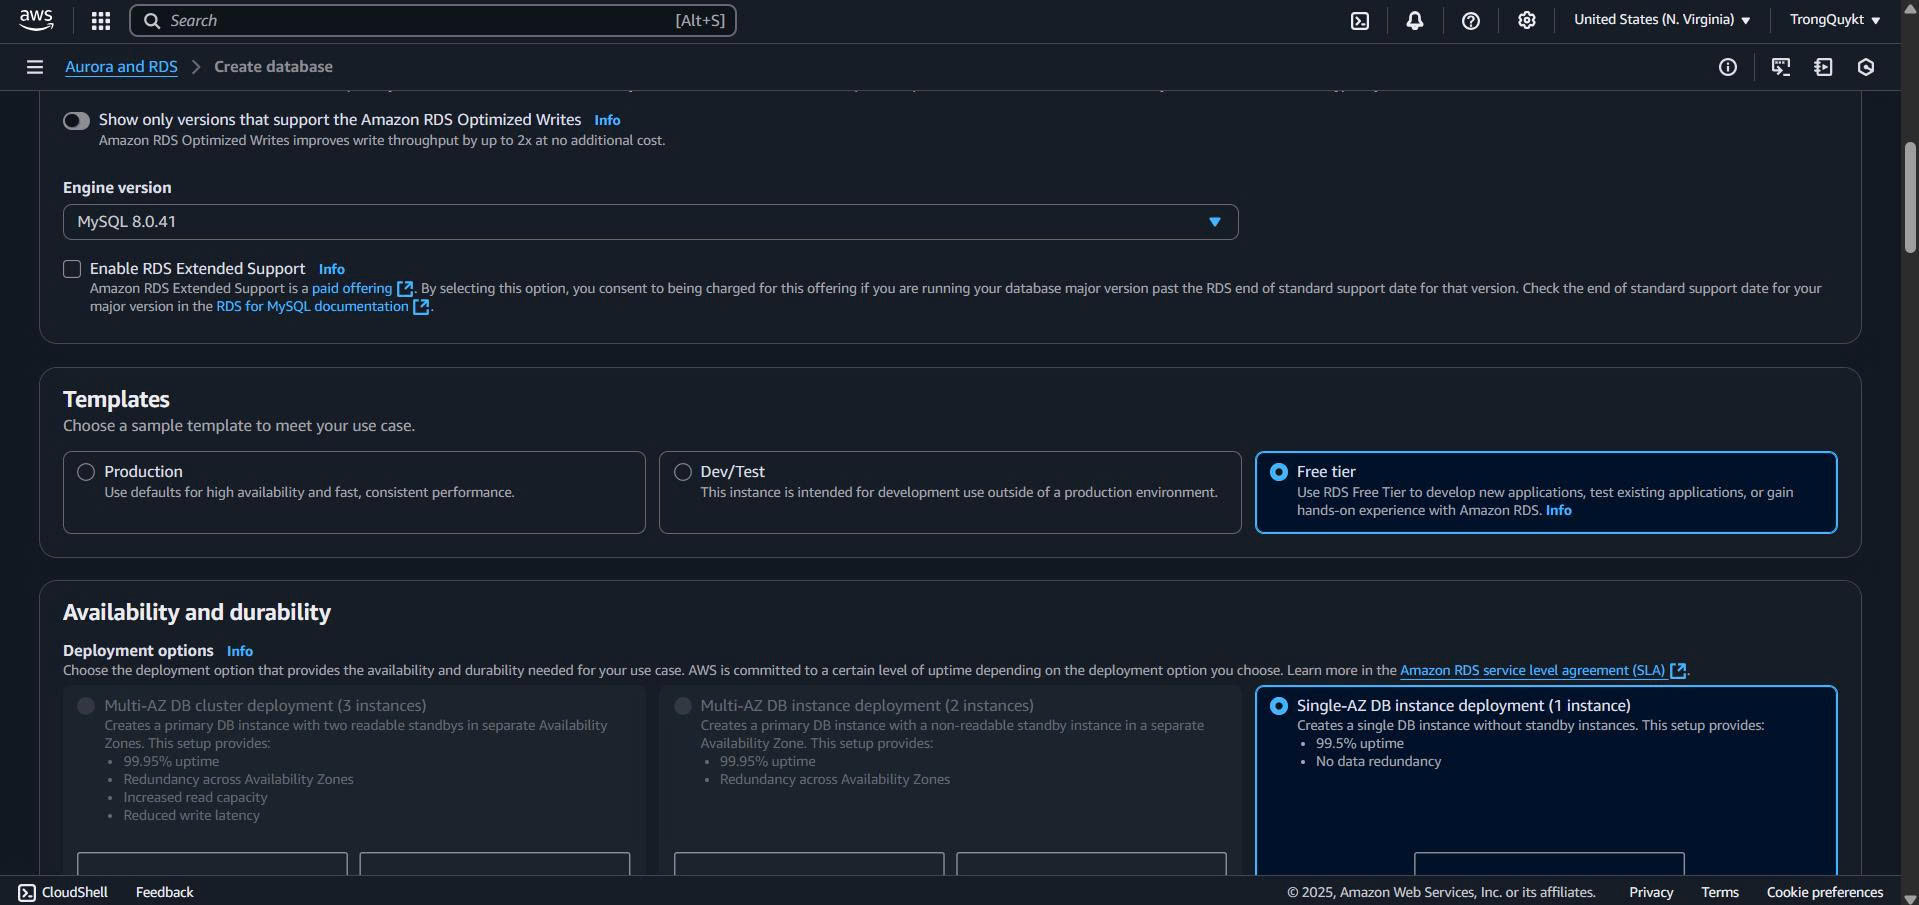 aws
Search [Alt+S]
United States (N. Virginia)
TrongQuykt
Aurora and RDS
Create database
Show only versions that support the Amazon RDS Optimized Writes Info
Amazon RDS Optimized Writes improves write throughput by up to 2x at no additional cost.
Engine version
MySQL 8.0.41
Enable RDS Extended Support Info
Amazon RDS Extended Support is a paid offering . By selecting this option, you consent to being charged for this offering if you are running your database major version past the RDS end of standard support date for that version. Check the end of standard support date for your
major version in the RDS for MySQL documentation .
Templates
Choose a sample template to meet your use case.
Production
Use defaults for high availability and fast, consistent performance.
Dev/Test
This instance is intended for development use outside of a production environment.
Free tier
Use RDS Free Tier to develop new applications, test existing applications, or gain
hands-on experience with Amazon RDS. Info
Availability and durability
Deployment options Info
Choose the deployment option that provides the availability and durability needed for your use case. AWS is committed to a certain level of uptime depending on the deployment option you choose. Learn more in the Amazon RDS service level agreement (SLA) .
Multi-AZ DB cluster deployment (3 instances)
Creates a primary DB instance with two readable standbys in separate Availability
Zones. This setup provides:
• 99.95% uptime
• Redundancy across Availability Zones
• Increased read capacity
• Reduced write latency
Multi-AZ DB instance deployment (2 instances)
Creates a primary DB instance with a non-readable standby instance in a separate
Availability Zone. This setup provides:
• 99.95% uptime
• Redundancy across Availability Zones
Single-AZ DB instance deployment (1 instance)
Creates a single DB instance without standby instances. This setup provides:
• 99.5% uptime
• No data redundancy
CloudShell
Feedback
© 2025, Amazon Web Services, Inc. or its affiliates.
Privacy
Terms
Cookie preferences